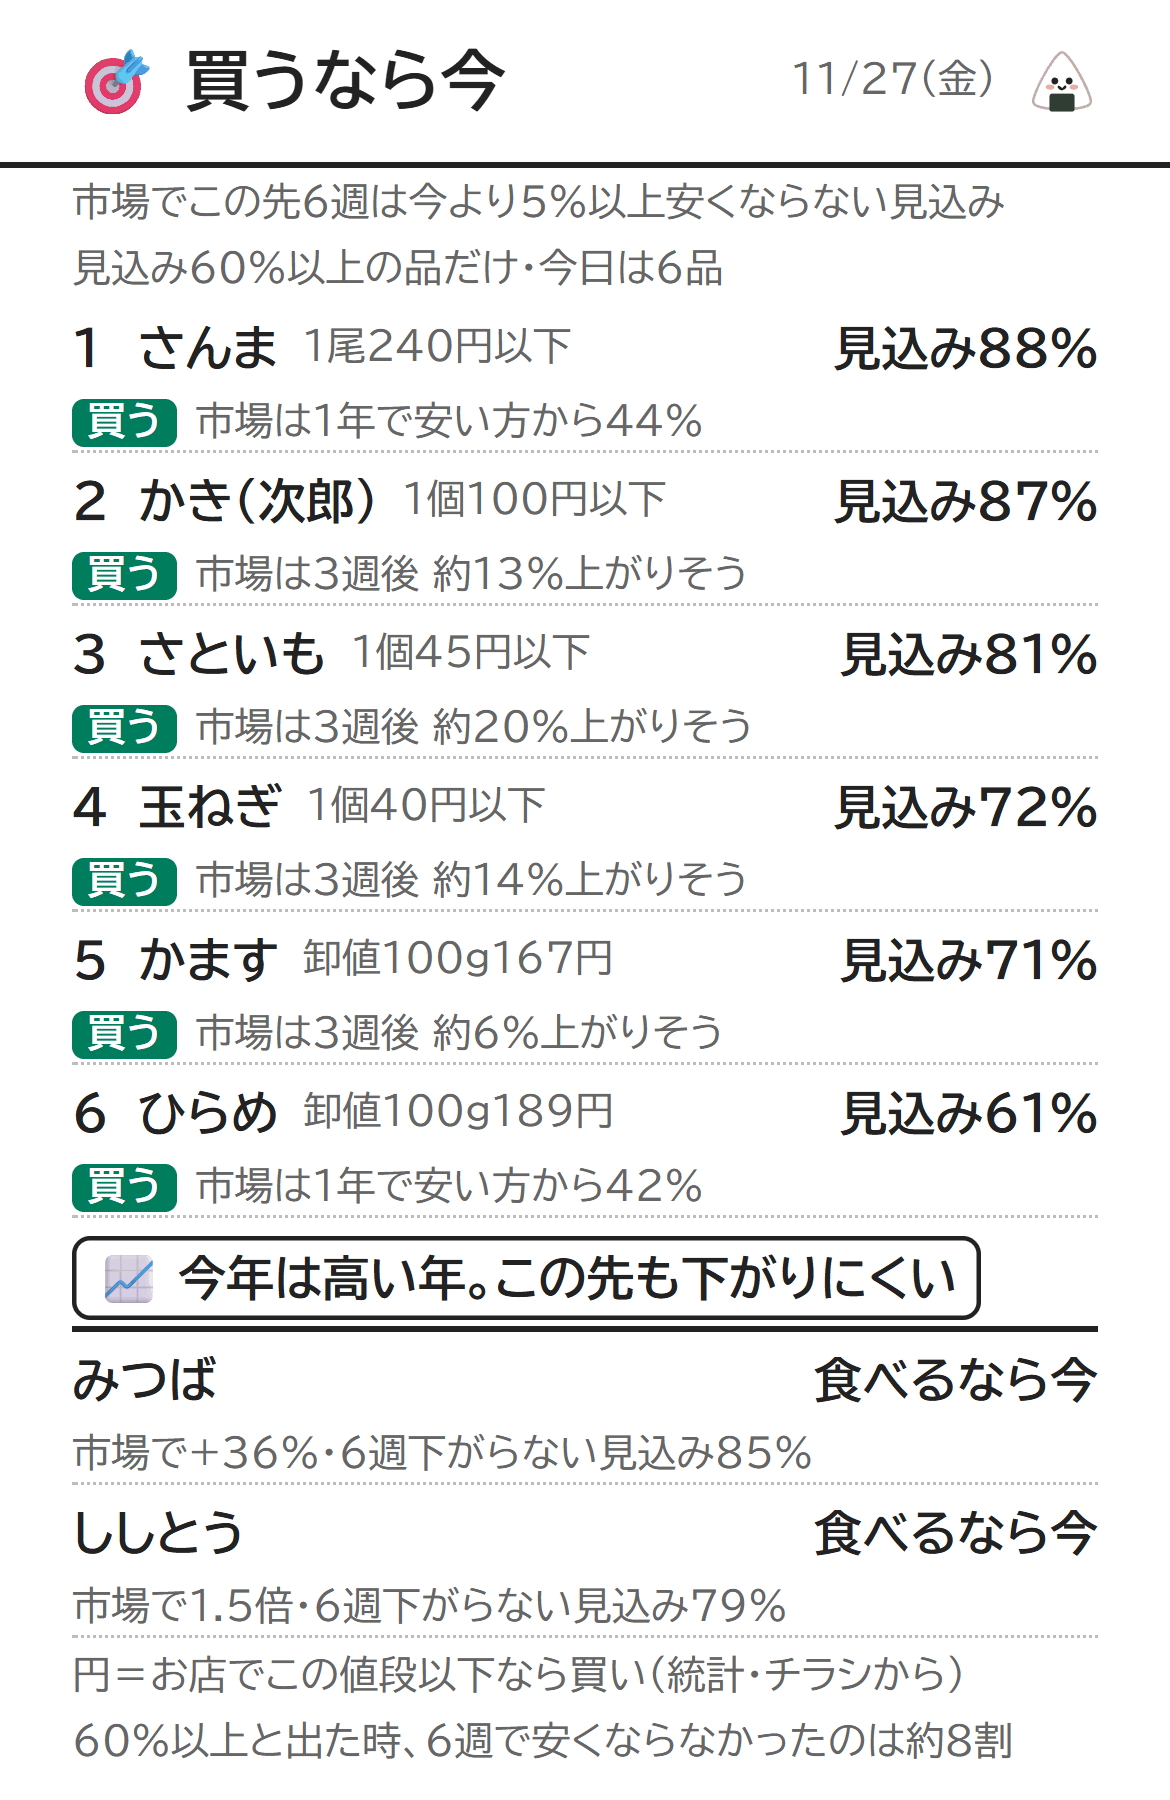 買うなら今
11/27(金)
市場でこの先6週は今より5%以上安くならない見込み
見込み60%以上の品だけ・今日は6品
1 さんま 1尾240円以下 見込み88%
買う 市場は1年で安い方から44%
2 かき(次郎) 1個100円以下 見込み87%
買う 市場は3週後 約13%上がりそう
3 さといも 1個45円以下 見込み81%
買う 市場は3週後 約20%上がりそう
4 玉ねぎ 1個40円以下 見込み72%
買う 市場は3週後 約14%上がりそう
5 かます 卸値100g167円 見込み71%
買う 市場は3週後 約6%上がりそう
6 ひらめ 卸値100g189円 見込み61%
買う 市場は1年で安い方から42%
今年は高い年。この先も下がりにくい
みつば 食べるなら今
市場で+36%・6週下がらない見込み85%
ししとう 食べるなら今
市場で1.5倍・6週下がらない見込み79%
円=お店でこの値段以下なら買い(統計・チラシから)
60%以上と出た時、6週で安くならなかったのは約8割